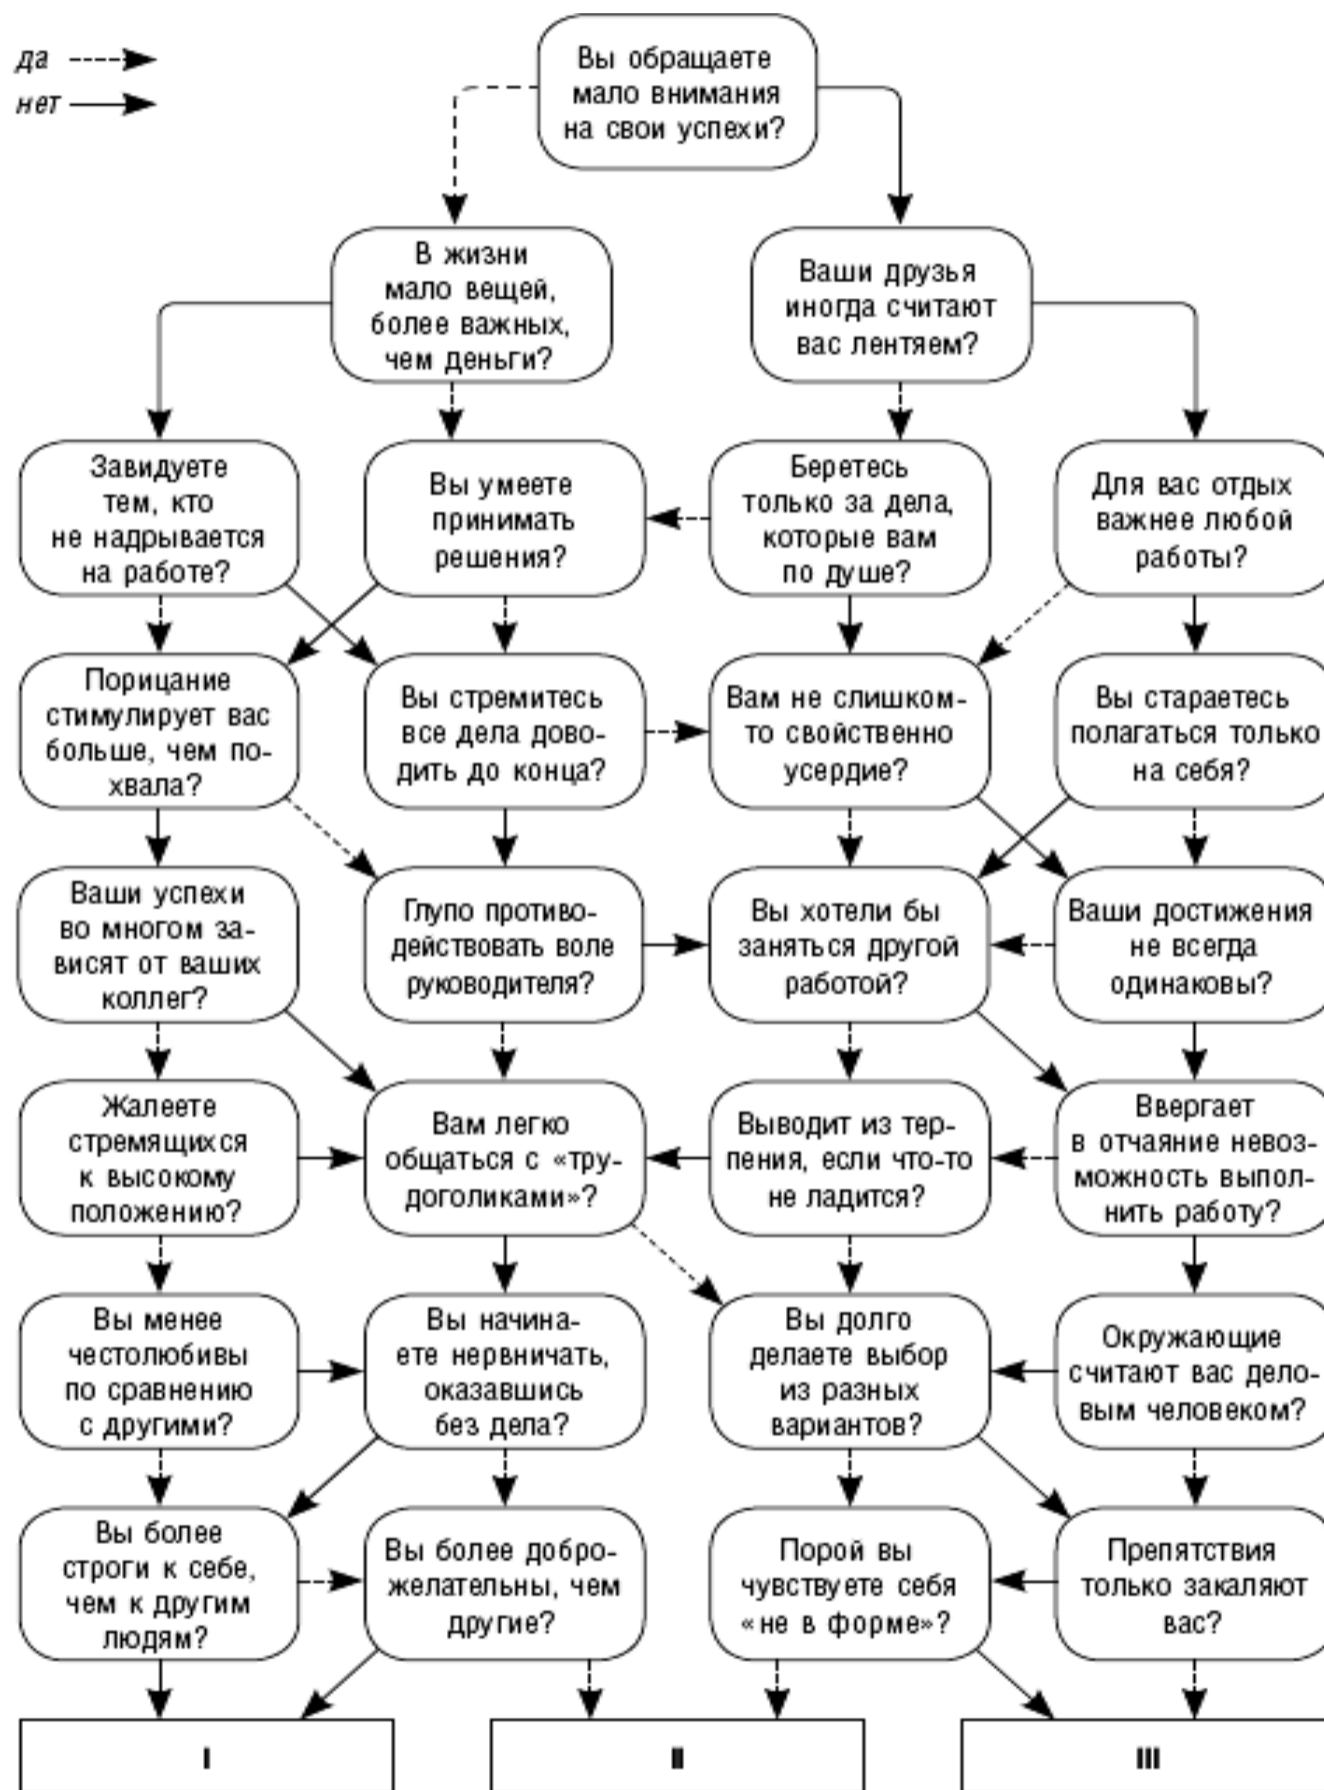 да
нет
Вы обращаете
мало внимания
на свои успехи?
В жизни
мало вещей,
более важных,
чем деньги?
Ваши друзья
иногда считают
вас лентяем?
Завидуете
тем, кто
не надрывается
на работе?
Вы умеете
принимать
решения?
Беретесь
только за дела,
которые вам
по душе?
Для вас отдых
важнее любой
работы?
Порицание
стимулирует вас
больше, чем по-
хвала?
Вы стремитесь
все дела дово-
дить до конца?
Вам не слишком-
то свойственно
усердие?
Вы стараетесь
полагаться только
на себя?
Ваши успехи
во многом за-
висят от ваших
коллег?
Глупо противо-
действовать воле
руководителя?
Вы хотели бы
заняться другой
работой?
Ваши достижения
не всегда
одинаковы?
Жалеете
стремящихся
к высокому
положению?
Вам легко
общаться с «тру-
доголиками»?
Выводит из тер-
пения, если что-то
не ладится?
Ввергает
в отчаяние невоз-
можность выпол-
нить работу?
Вы менее
честолюбивы
по сравнению
с другими?
Вы начина-
ете нервничать,
оказавшись
без дела?
Вы долго
делаете выбор
из разных
вариантов?
Окружающие
считают вас дело-
вым человеком?
Вы более
строги к себе,
чем к другим
людям?
Вы более добро-
желательны, чем
другие?
Порой вы
чувствуете себя
«не в форме»?
Препятствия
только закаляют
вас?
I
II
III